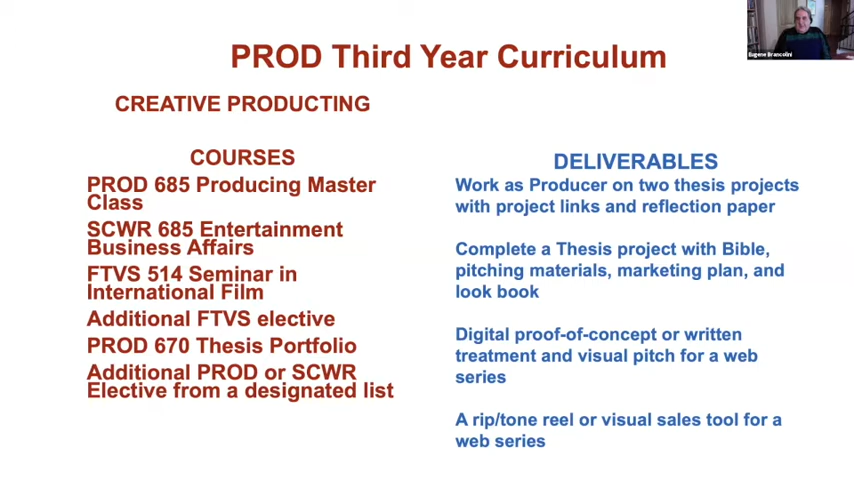 PROD Third Year Curriculum
Eugene Brancolini
CREATIVE PRODUCTING
COURSES
PROD 685 Producing Master
Class
SCWR 685 Entertainment
Business Affairs
FTVS 514 Seminar in
International Film
Additional FTVS elective
PROD 670 Thesis Portfolio
Additional PROD or SCWR
Elective from a designated list
DELIVERABLES
Work as Producer on two thesis projects
with project links and reflection paper
Complete a Thesis project with Bible,
pitching materials, marketing plan, and
look book
Digital proof-of-concept or written
treatment and visual pitch for a web
series
A rip/tone reel or visual sales tool for a
web series